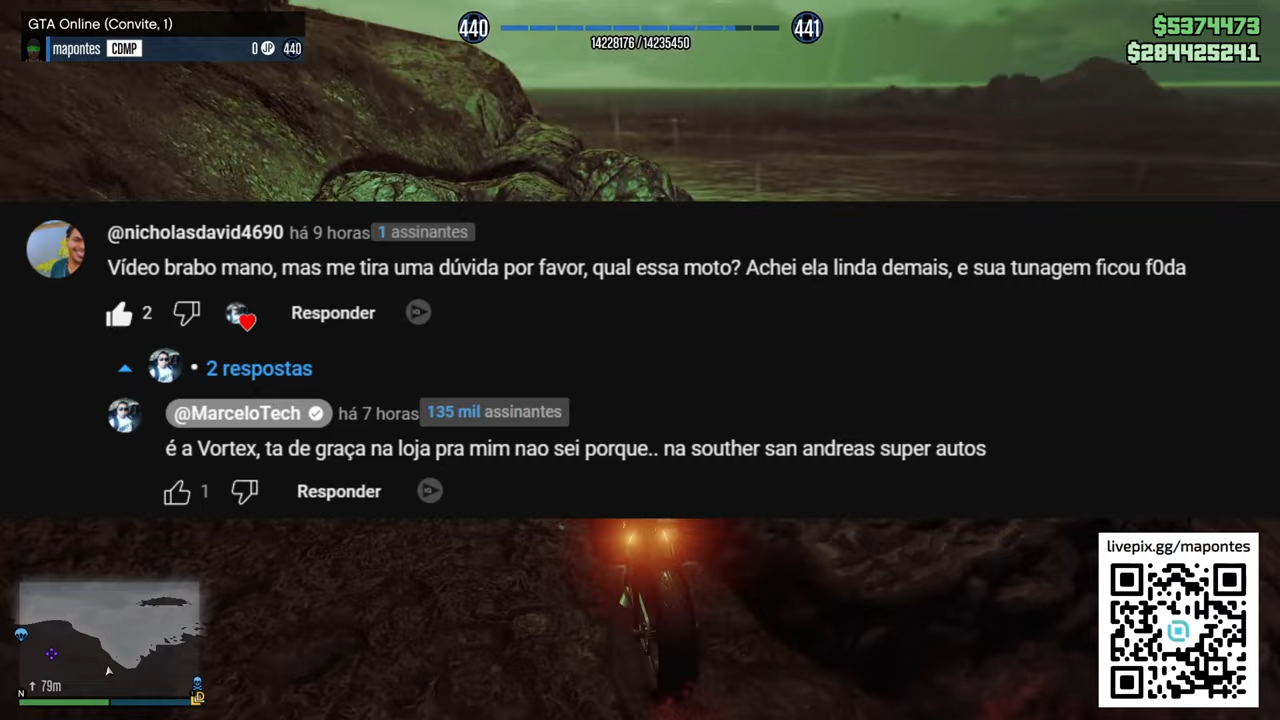 GTA Online (Convite, 1)
mapontes COMP 0 JP 440
440 441
14228176/14235450
$5374473
$284425241
@nicholasdavid4690 há 9 horas 1 assinantes
Vídeo brabo mano, mas me tira uma dúvida por favor, qual essa moto? Achei ela linda demais, e sua tunagem ficou f0da
2 Responder
• 2 respostas
@MarceloTech há 7 horas 135 mil assinantes
é a Vortex, ta de graça na loja pra mim nao sei porque.. na souther san andreas super autos
1 Responder
livepix.gg/mapontes
79m
N